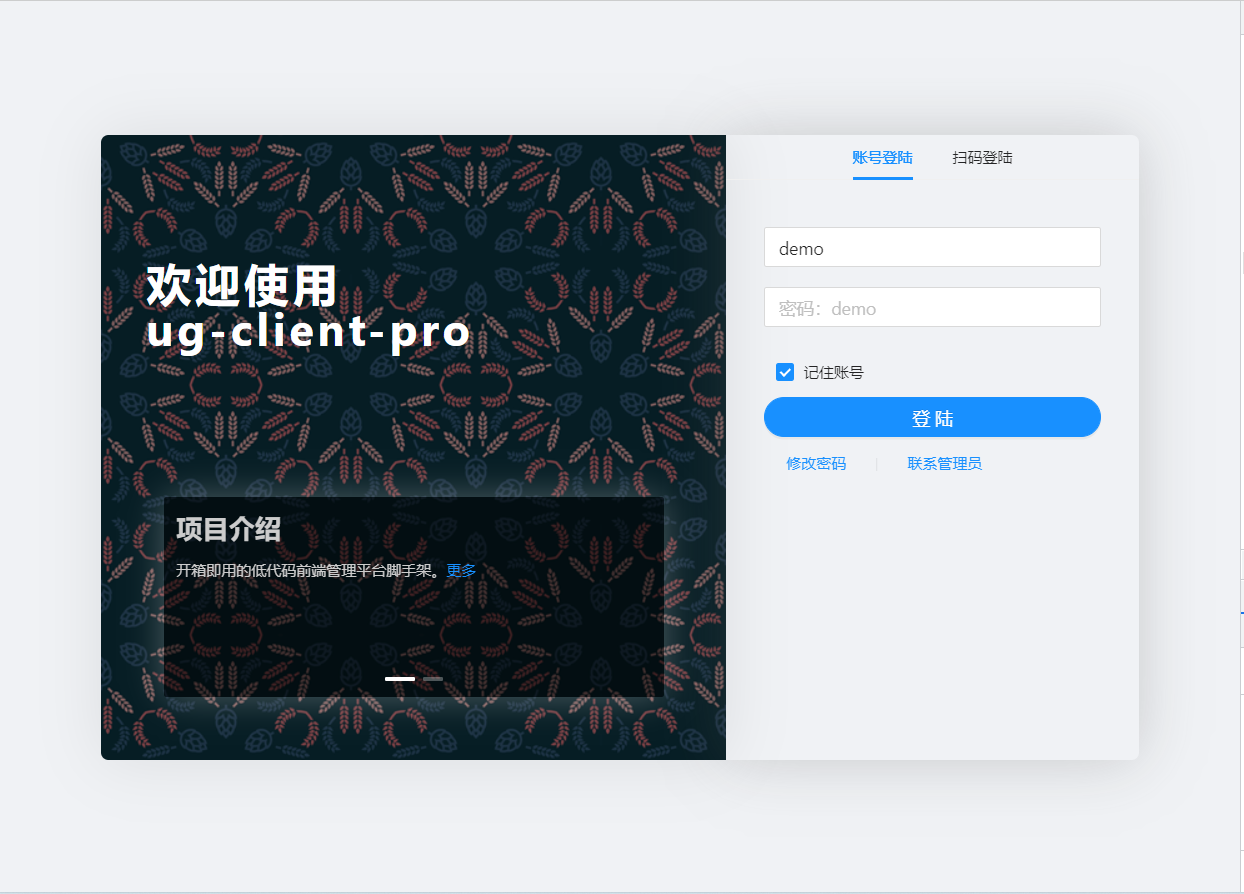 欢迎使用
ug-client-pro
项目介绍
开箱即用的低代码前端管理平台脚手架。更多
账号登陆 扫码登陆
demo
密码：demo
记住账号
登 陆
修改密码 联系管理员